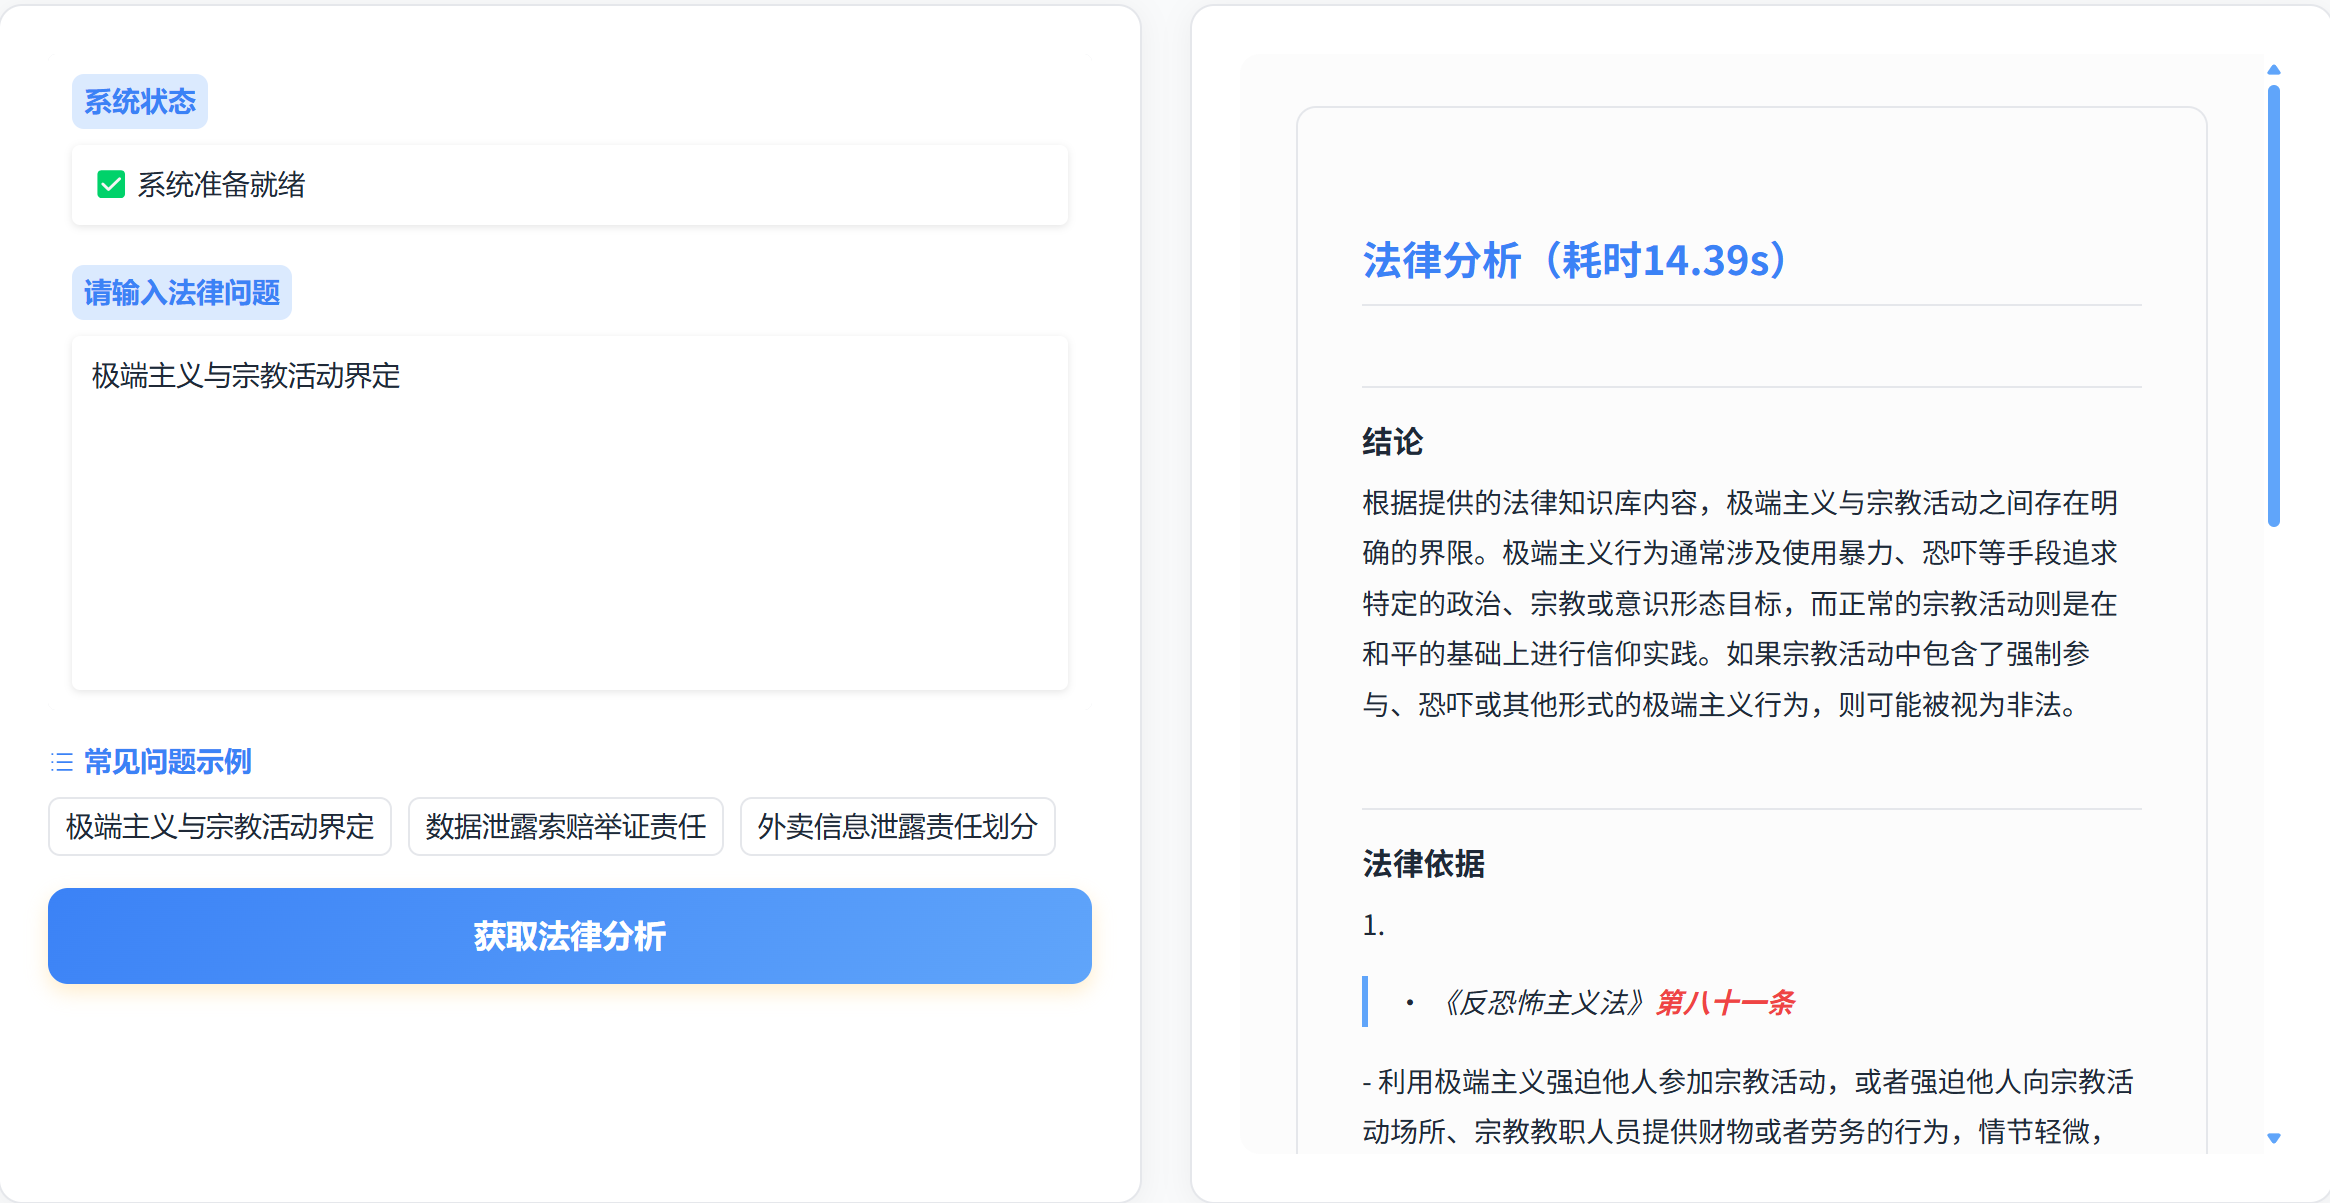 系统状态
系统准备就绪
请输入法律问题
极端主义与宗教活动界定
常见问题示例
极端主义与宗教活动界定
数据泄露索赔举证责任
外卖信息泄露责任划分
获取法律分析
法律分析（耗时14.39s）
结论
根据提供的法律知识库内容，极端主义与宗教活动之间存在明
确的界限。极端主义行为通常涉及使用暴力、恐吓等手段追求
特定的政治、宗教或意识形态目标，而正常的宗教活动则是在
和平的基础上进行信仰实践。如果宗教活动中包含了强制参
与、恐吓或其他形式的极端主义行为，则可能被视为非法。
法律依据
1.
• 《反恐怖主义法》第八十一条
- 利用极端主义强迫他人参加宗教活动，或者强迫他人向宗教活
动场所、宗教教职人员提供财物或者劳务的行为，情节轻微，